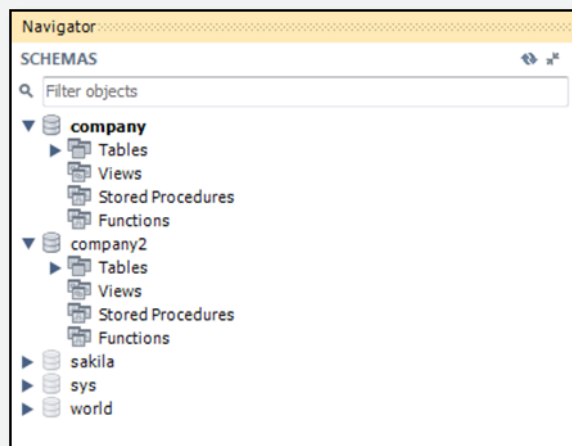 Navigator
SCHEMAS
Filter objects
company
Tables
Views
Stored Procedures
Functions
company2
Tables
Views
Stored Procedures
Functions
sakila
sys
world